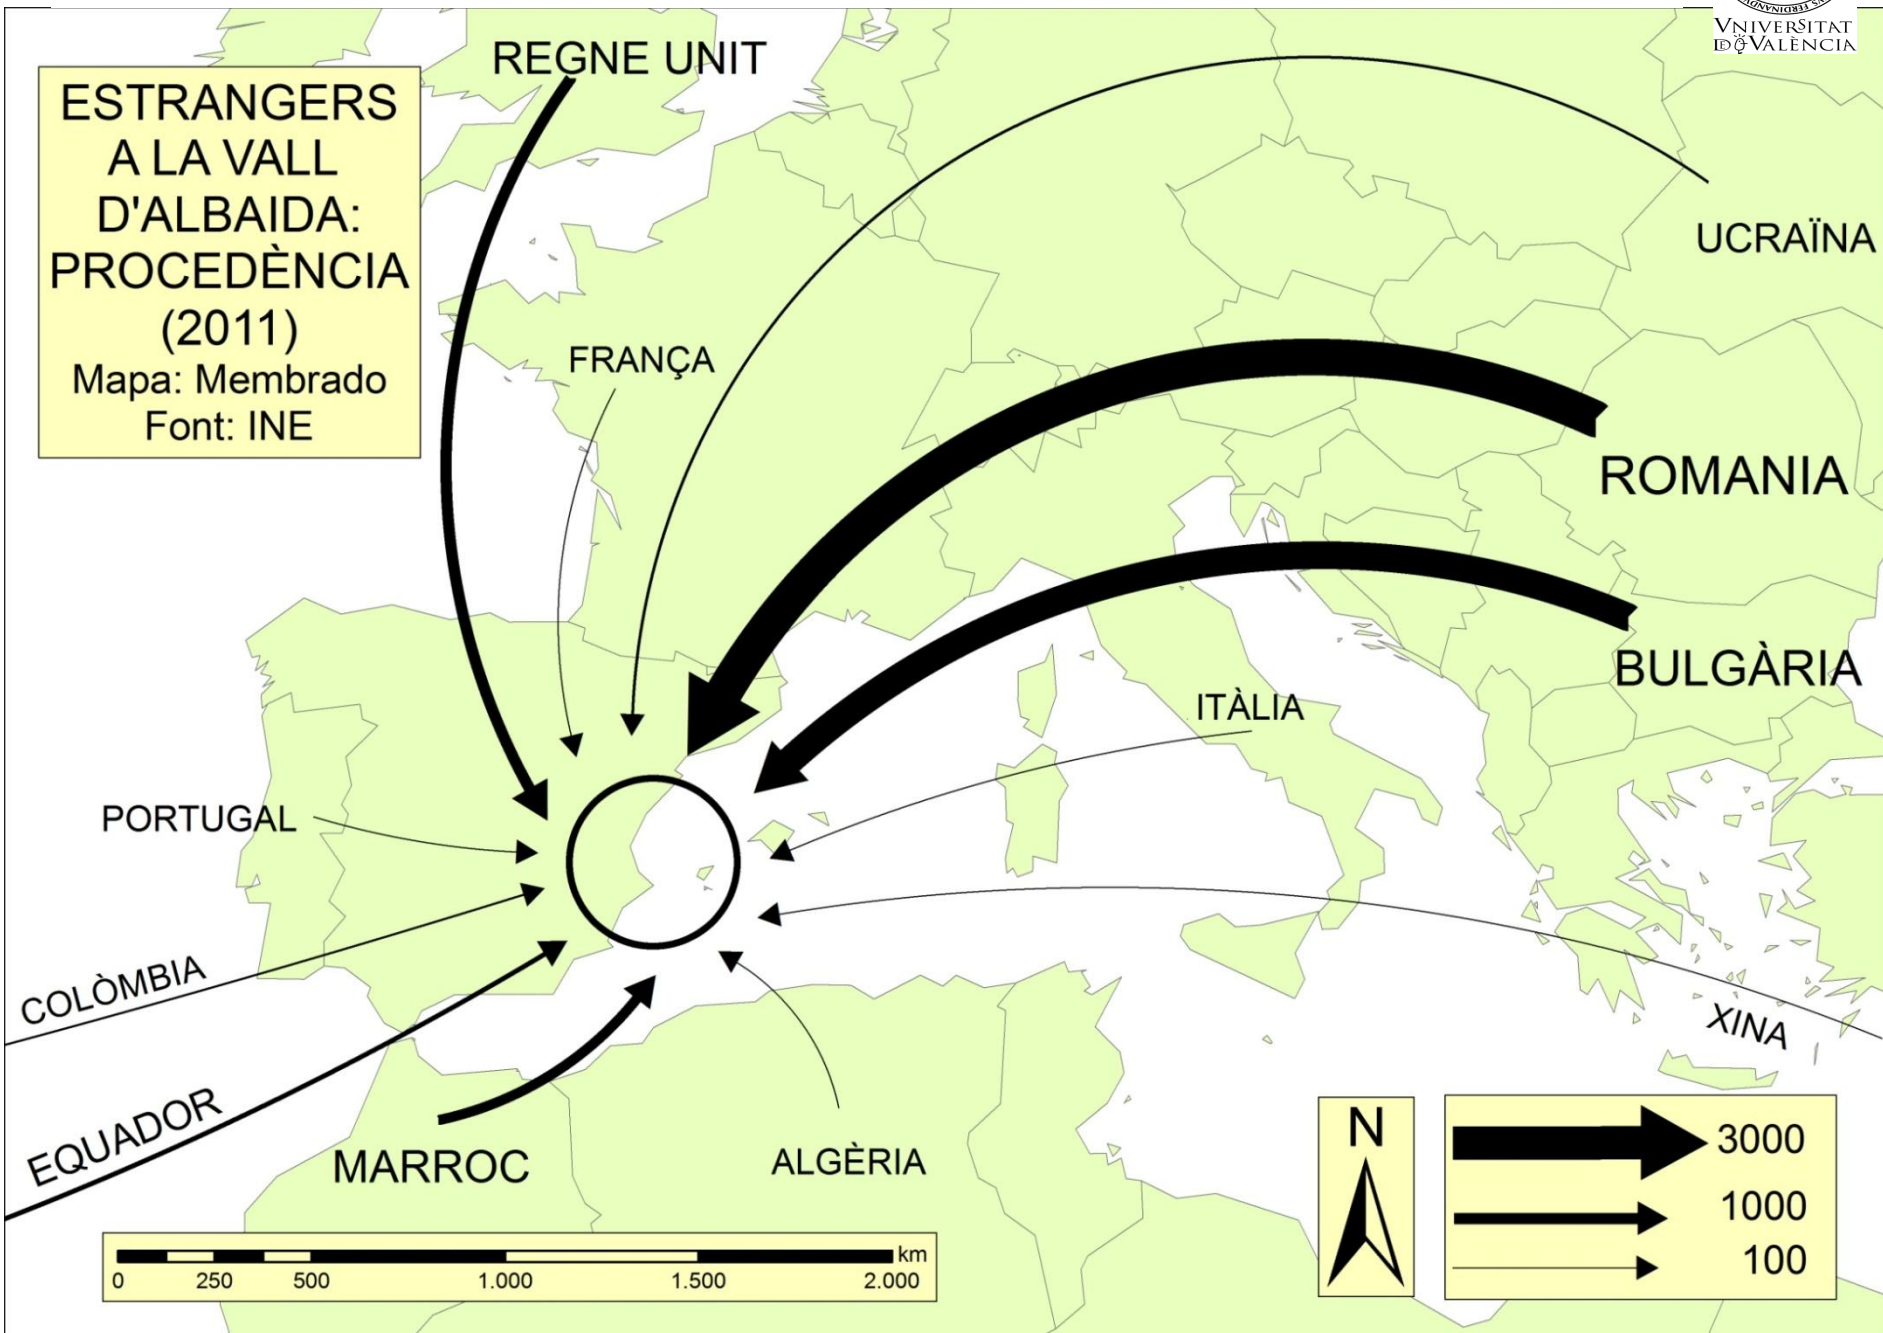 VNIVERSITAT
DE VALÈNCIA
REGNE UNIT
ESTRANGERS
A LA VALL
D'ALBAIDA:
PROCEDÈNCIA
(2011)
Mapa: Membrado
Font: INE
UCRAÏNA
FRANÇA
ROMANIA
BULGÀRIA
ITÀLIA
PORTUGAL
COLÒMBIA
XINA
EQUADOR
MARROC
ALGÈRIA
N
3000
1000
100
km
0 250 500 1.000 1.500 2.000